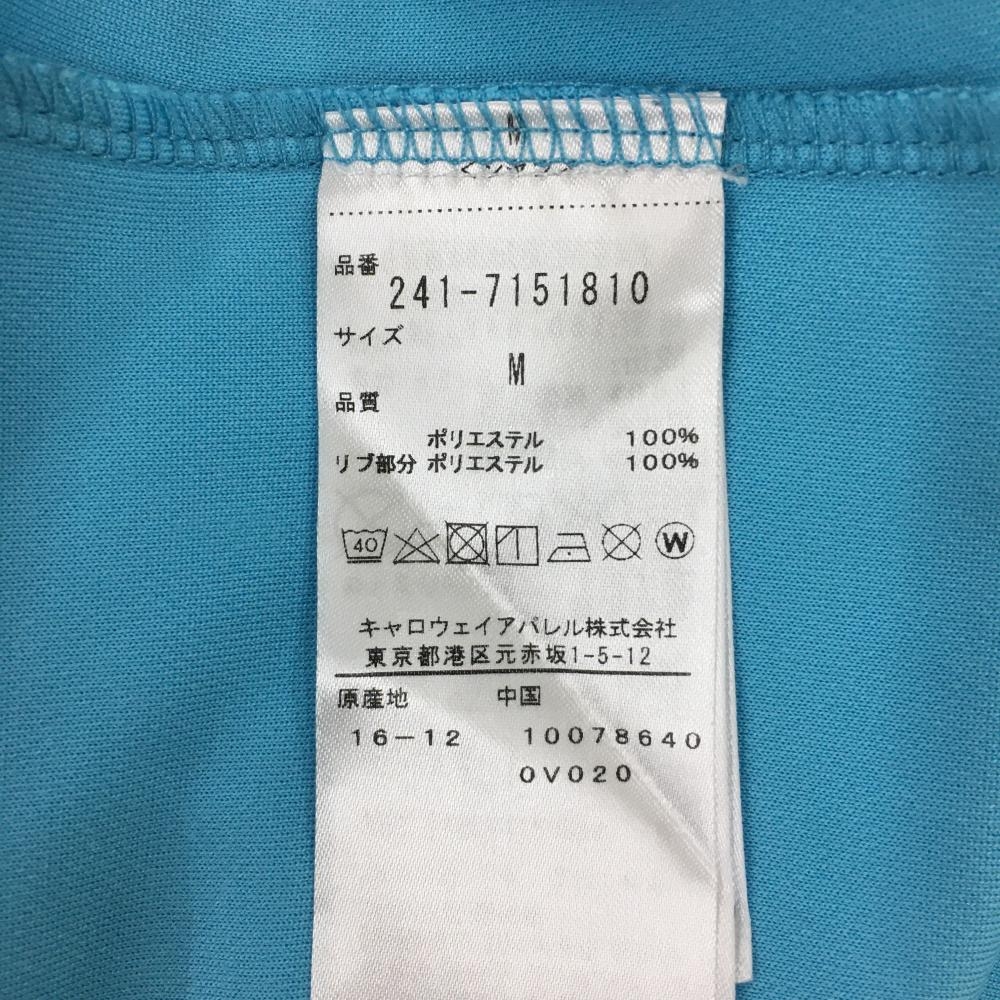 品番
241-7151810
サイズ
M
品質
ポリエステル 100%
リブ部分 ポリエステル 100%
40
W
キャロウェイアパレル株式会社
東京都港区元赤坂1-5-12
原産地 中国
16-12 10078640
0V020